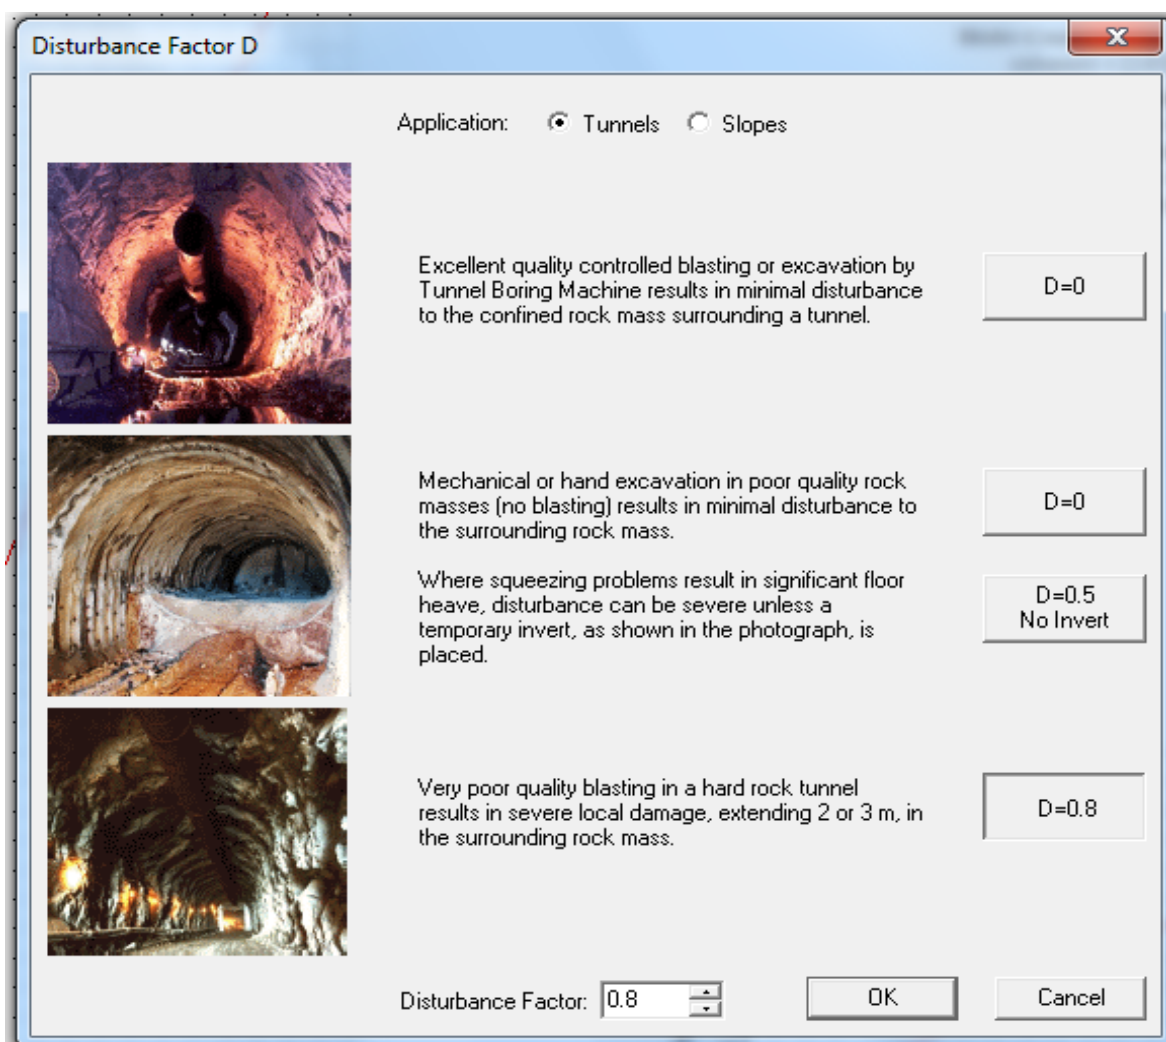 Disturbance Factor D
Application: Tunnels Slopes
Excellent quality controlled blasting or excavation by
Tunnel Boring Machine results in minimal disturbance
to the confined rock mass surrounding a tunnel.
D=0
Mechanical or hand excavation in poor quality rock
masses (no blasting) results in minimal disturbance to
the surrounding rock mass.
D=0
Where squeezing problems result in significant floor
heave, disturbance can be severe unless a
temporary invert, as shown in the photograph, is
placed.
D=0.5
No Invert
Very poor quality blasting in a hard rock tunnel
results in severe local damage, extending 2 or 3 m, in
the surrounding rock mass.
D=0.8
Disturbance Factor: 0.8 OK Cancel